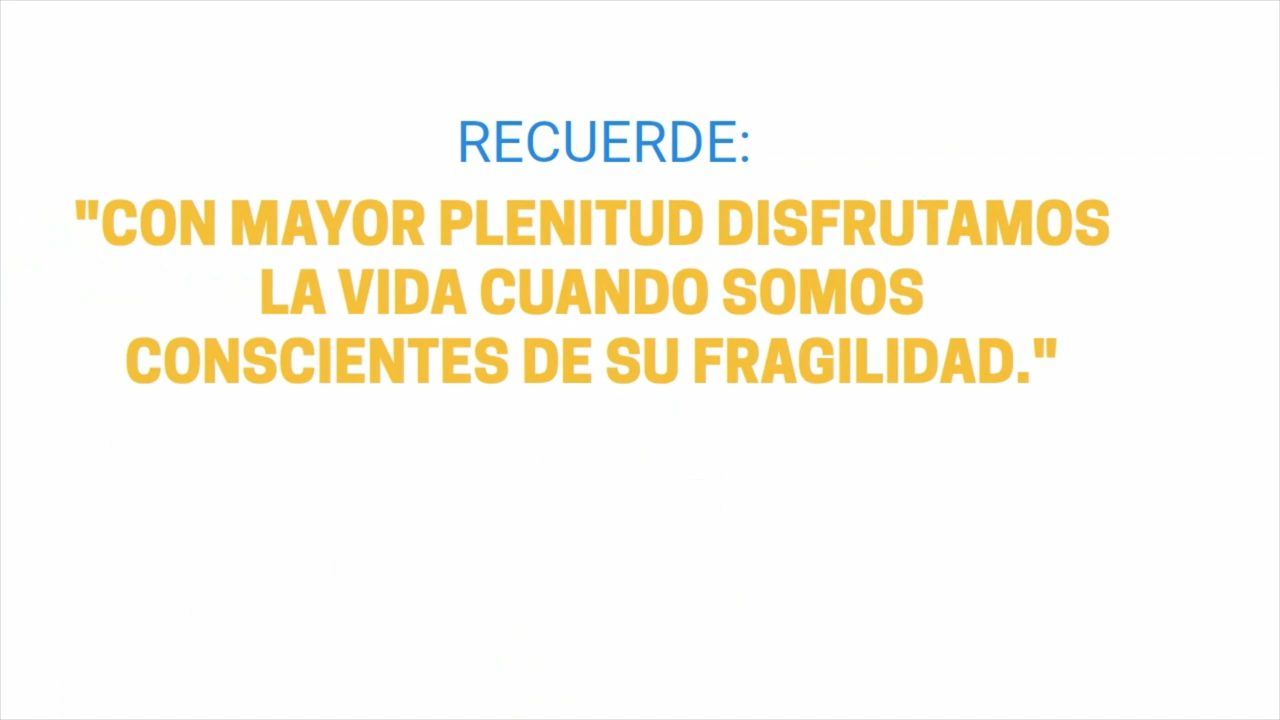 RECUERDE:
"CON MAYOR PLENITUD DISFRUTAMOS
LA VIDA CUANDO SOMOS
CONSCIENTES DE SU FRAGILIDAD."